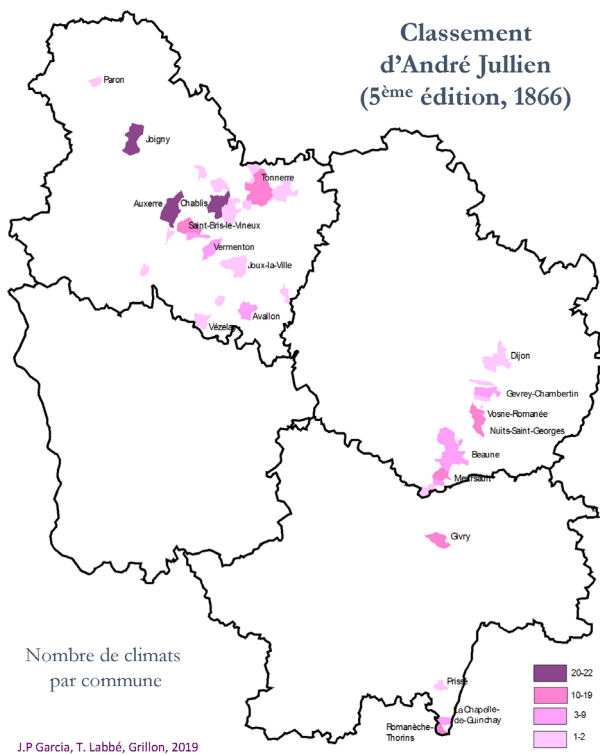 Classement
d'André Jullien
(5ème édition, 1866)
Paron
Joigny
Tonnerre
Auxerre
Chablis
Saint-Bris-le-Vineux
Vermenton
Joux-la-Ville
Avallon
Vézelay
Dijon
Gevrey-Chambertin
Vosne-Romanée
Nuits-Saint-Georges
Beaune
Meursault
Givry
Nombre de climats
par commune
Prissé
La Chapelle-
de-Guinchay
Romanèche-
Thorins
20-22
10-19
3-9
1-2
J.P Garcia, T. Labbé, Grillon, 2019